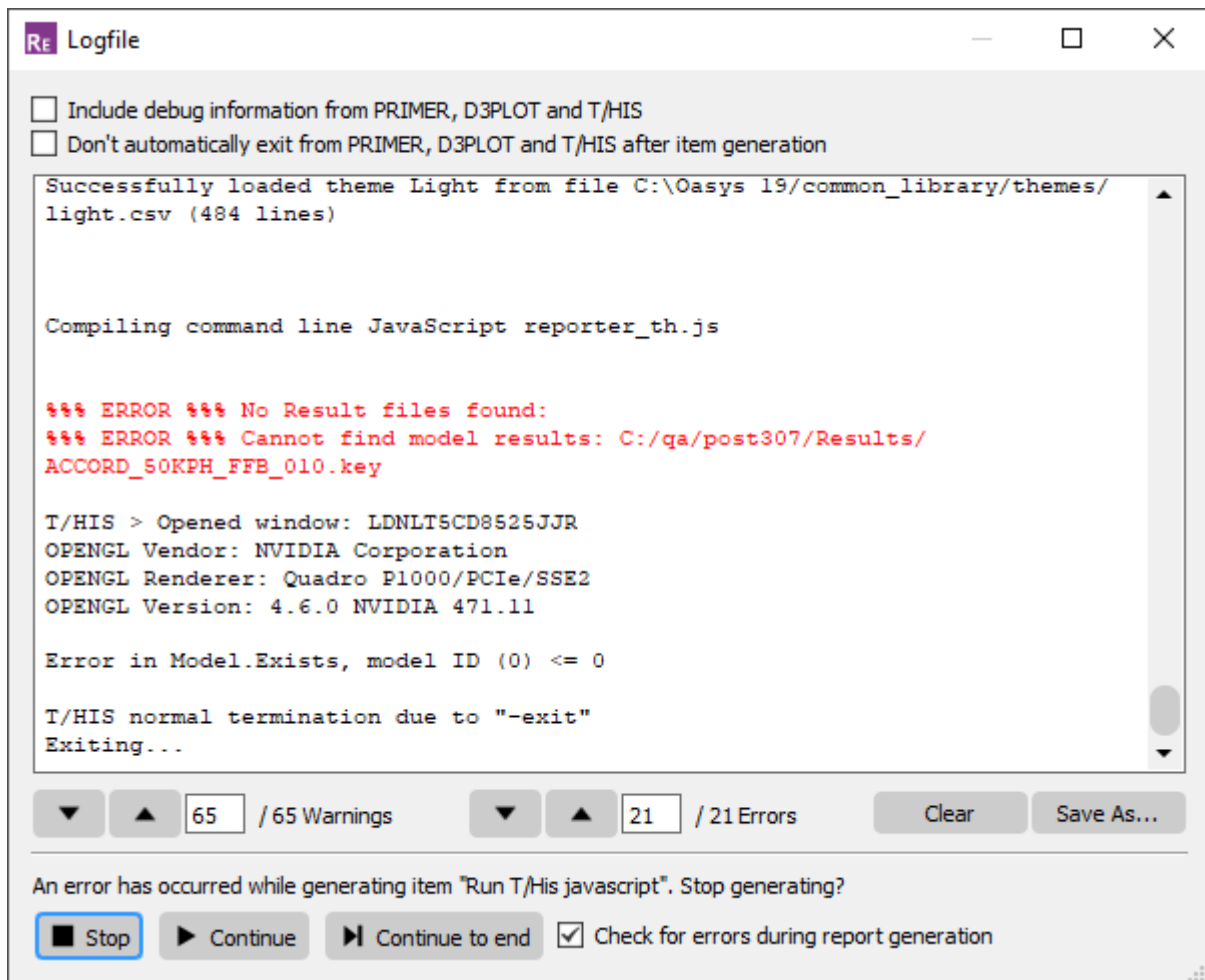 RE Logfile
Include debug information from PRIMER, D3PLOT and T/HIS
Don't automatically exit from PRIMER, D3PLOT and T/HIS after item generation
Successfully loaded theme Light from file C:\Oasys 19/common_library/themes/
light.csv (484 lines)
Compiling command line JavaScript reporter_th.js
%%% ERROR %%% No Result files found:
%%% ERROR %%% Cannot find model results: C:/qa/post307/Results/
ACCORD_50KPH_FFB_010.key
T/HIS > Opened window: LDNLT5CD8525JJR
OPENGL Vendor: NVIDIA Corporation
OPENGL Renderer: Quadro P1000/PCIe/SSE2
OPENGL Version: 4.6.0 NVIDIA 471.11
Error in Model.Exists, model ID (0) <= 0
T/HIS normal termination due to "-exit"
Exiting...
65 / 65 Warnings 21 / 21 Errors Clear Save As...
An error has occurred while generating item "Run T/His javascript". Stop generating?
Stop Continue Continue to end Check for errors during report generation